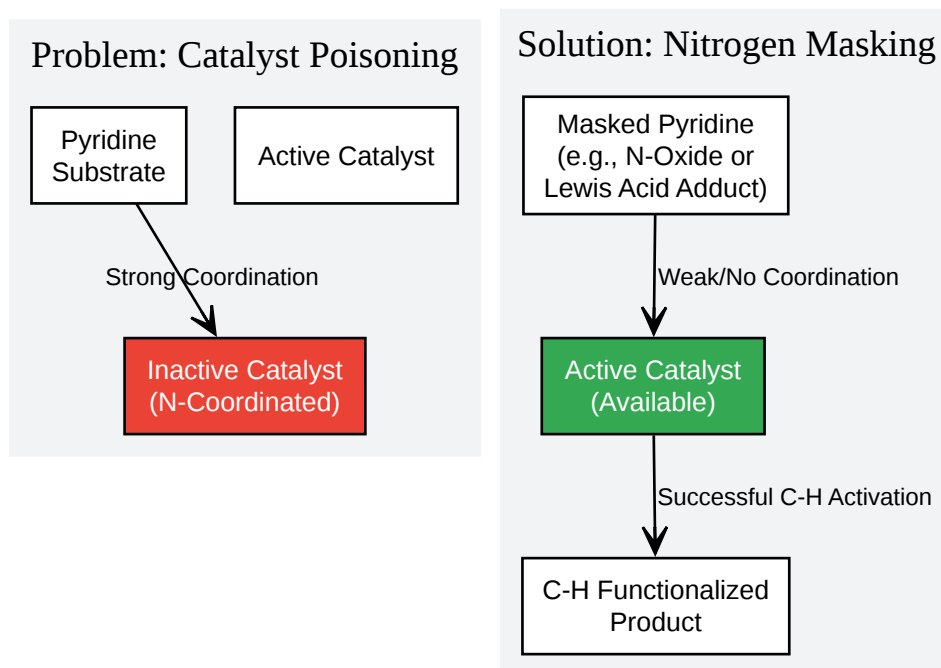 Problem: Catalyst Poisoning
Pyridine
Substrate
Active Catalyst
Strong Coordination
Inactive Catalyst
(N-Coordinated)
Solution: Nitrogen Masking
Masked Pyridine
(e.g., N-Oxide or
Lewis Acid Adduct)
Weak/No Coordination
Active Catalyst
(Available)
Successful C-H Activation
C-H Functionalized
Product